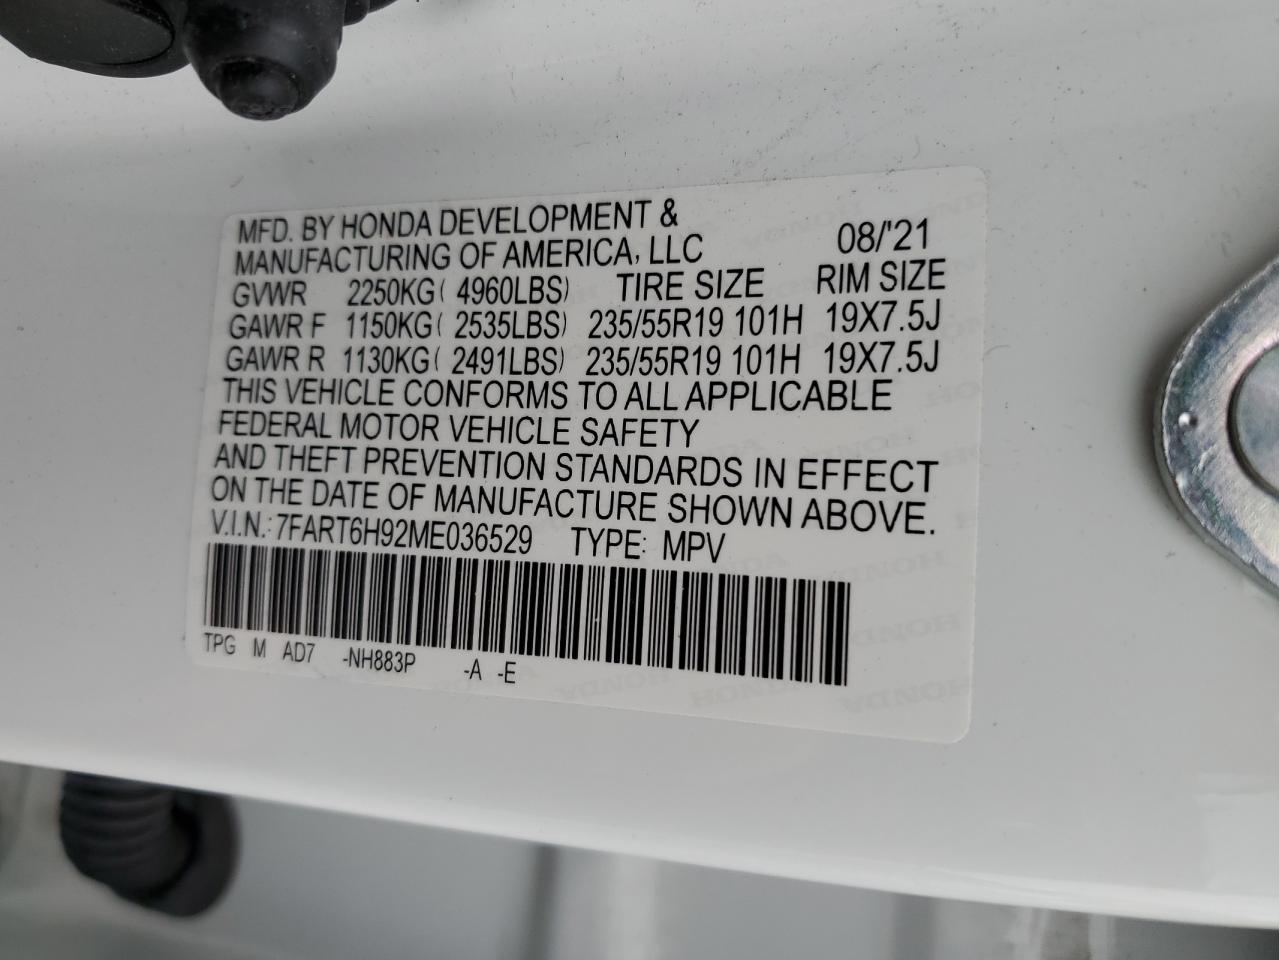 MFD. BY HONDA DEVELOPMENT &
MANUFACTURING OF AMERICA, LLC 08/'21
GVWR 2250KG( 4960LBS) TIRE SIZE RIM SIZE
GAWR F 1150KG( 2535LBS) 235/55R19 101H 19X7.5J
GAWR R 1130KG( 2491LBS) 235/55R19 101H 19X7.5J
THIS VEHICLE CONFORMS TO ALL APPLICABLE
FEDERAL MOTOR VEHICLE SAFETY
AND THEFT PREVENTION STANDARDS IN EFFECT
ON THE DATE OF MANUFACTURE SHOWN ABOVE.
V.I.N.: 7FART6H92ME036529 TYPE: MPV
TPG M AD7 -NH883P -A -E